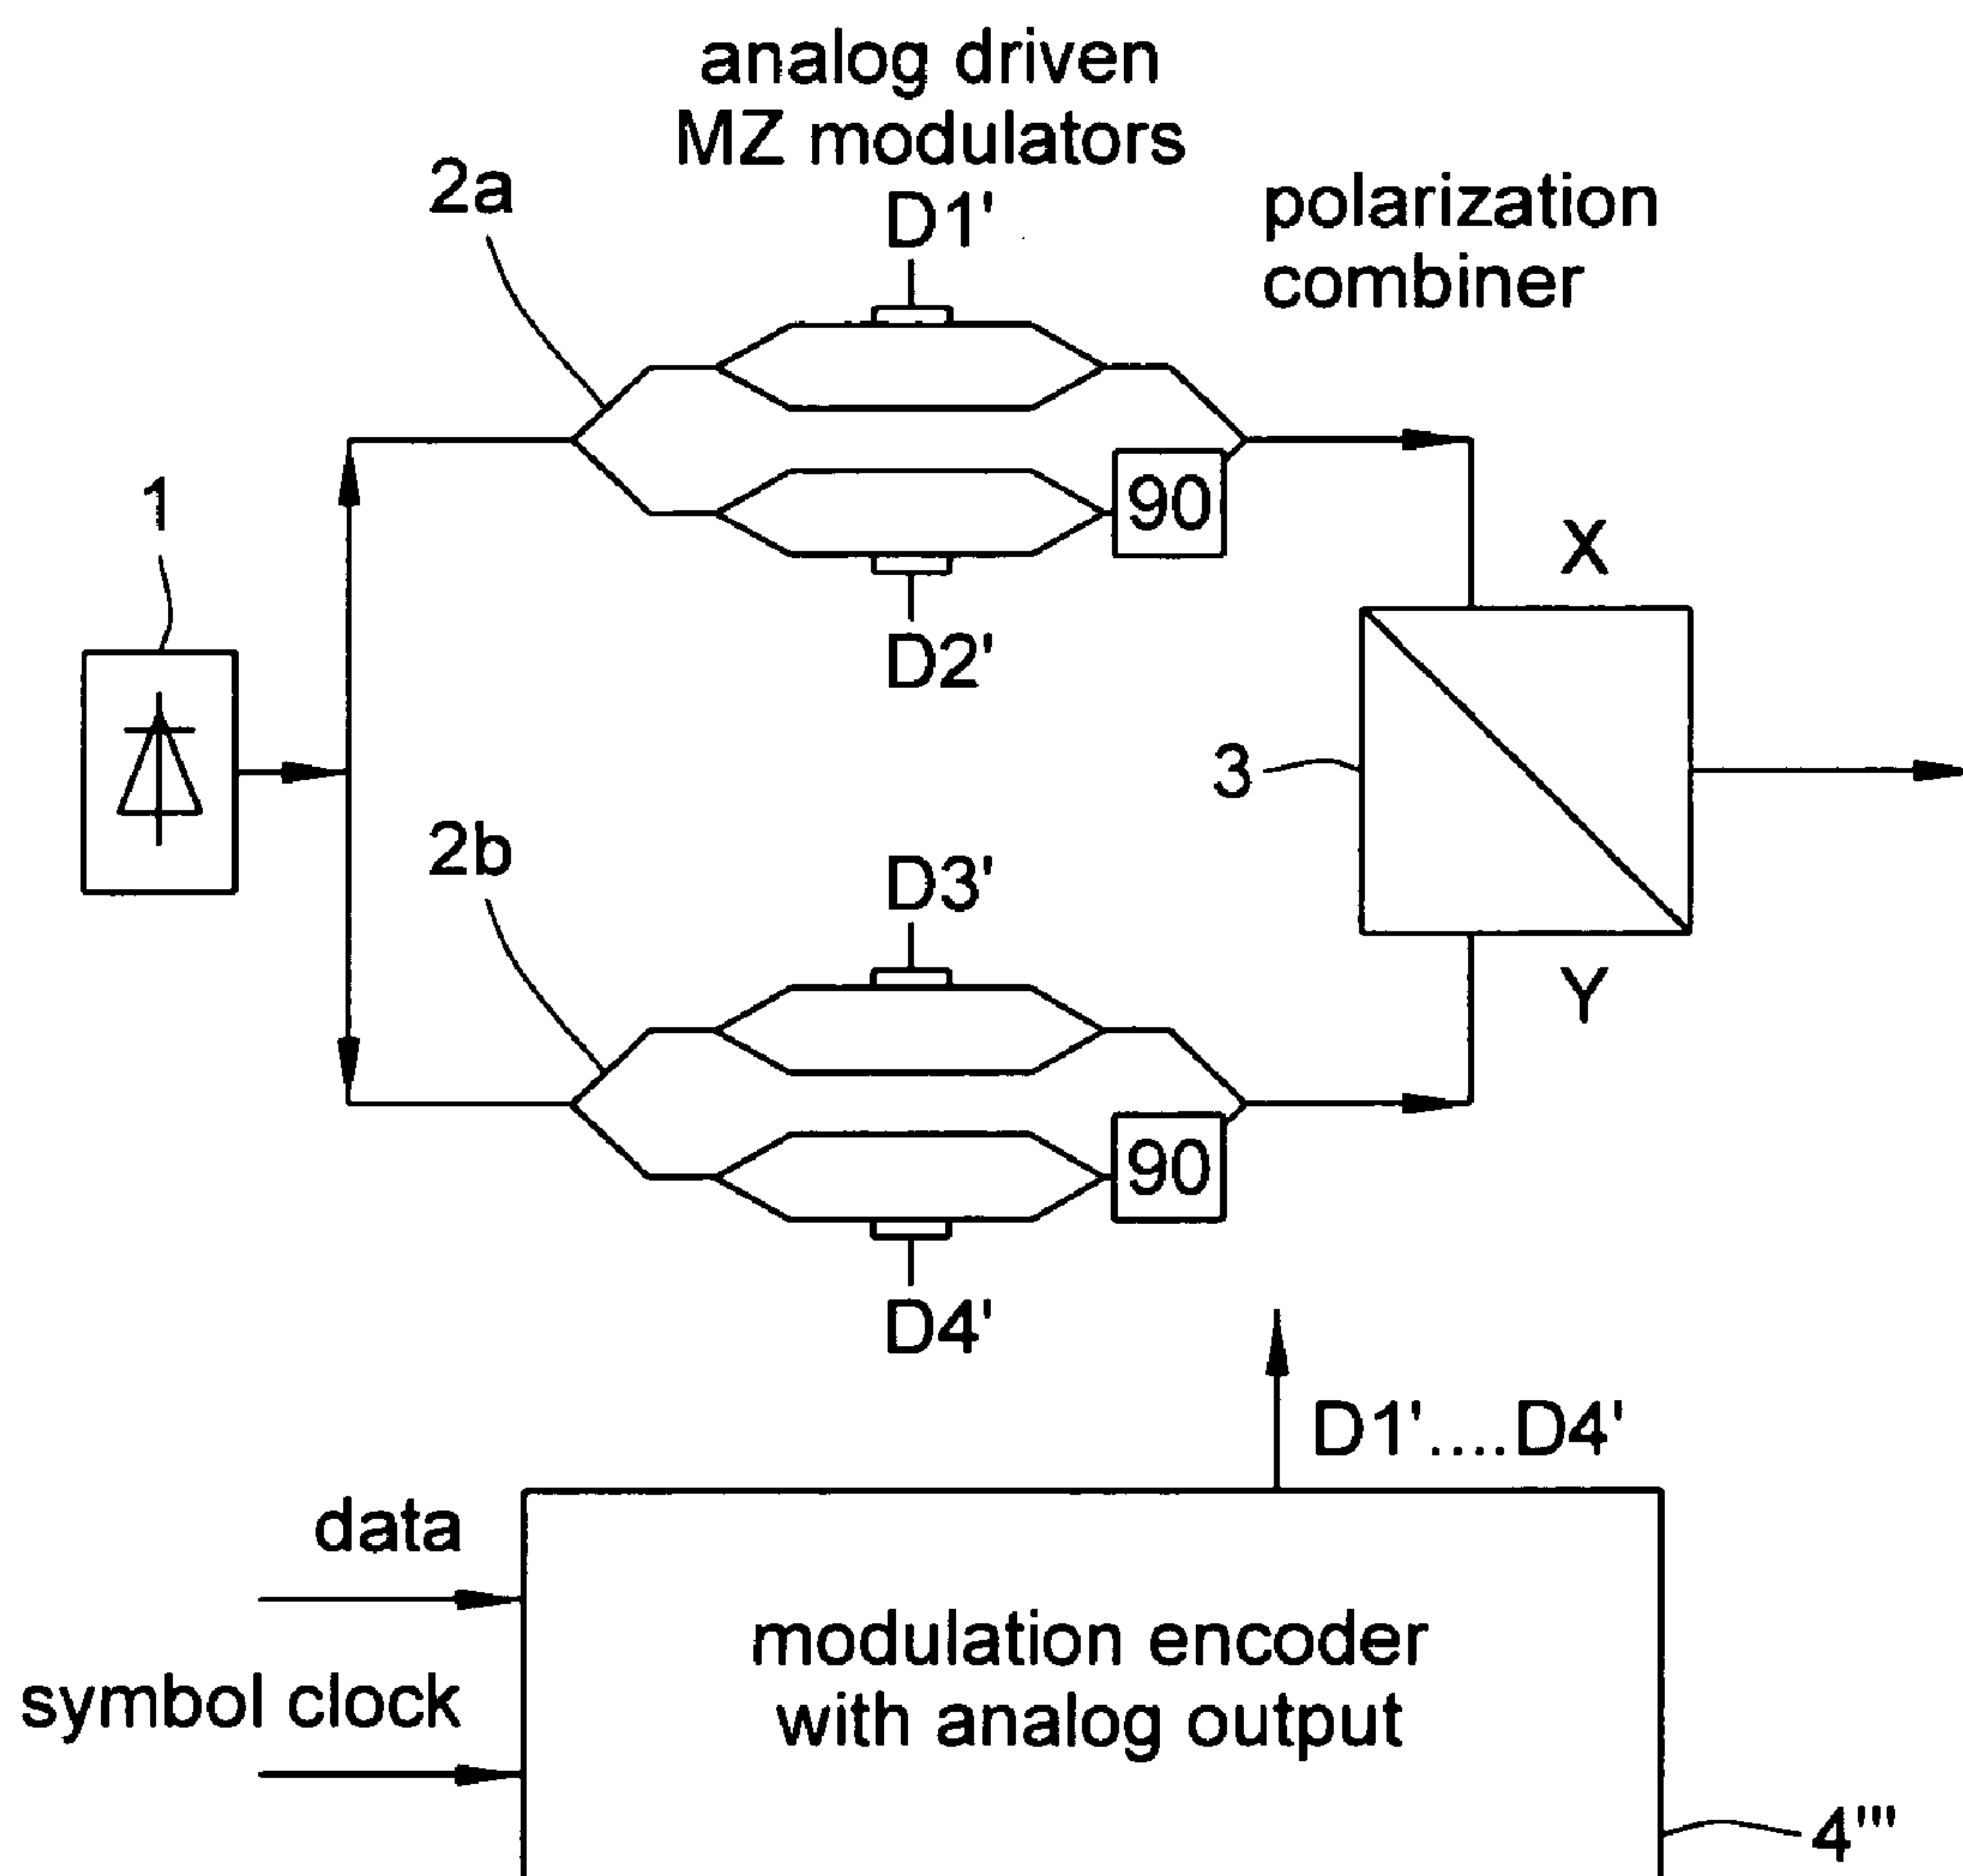 analog driven
MZ modulators
2a
D1'
polarization
combiner
1
90
X
D2'
3
2b
D3'
Y
90
D4'
D1'....D4'
data
modulation encoder
with analog output
symbol clock
4'''